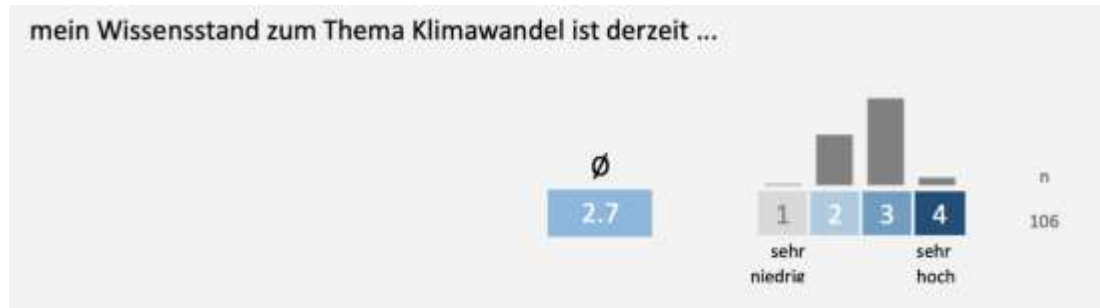 mein Wissensstand zum Thema Klimawandel ist derzeit ...
Ø
n
2.7
1 2 3 4
106
sehr sehr
niedrig hoch